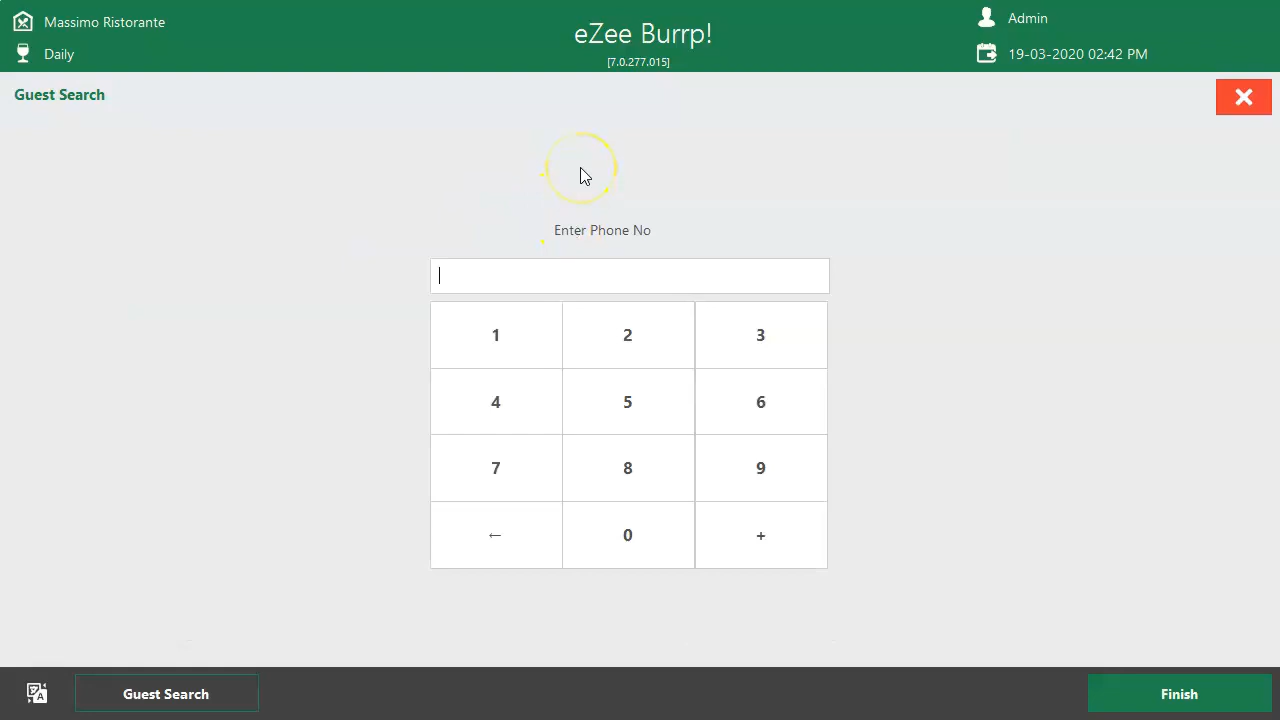 Massimo Ristorante
Daily
eZee Burrp!
[7.0.277.015]
Admin
19-03-2020 02:42 PM
Guest Search
Enter Phone No
1 2 3
4 5 6
7 8 9
← 0 +
Guest Search
Finish